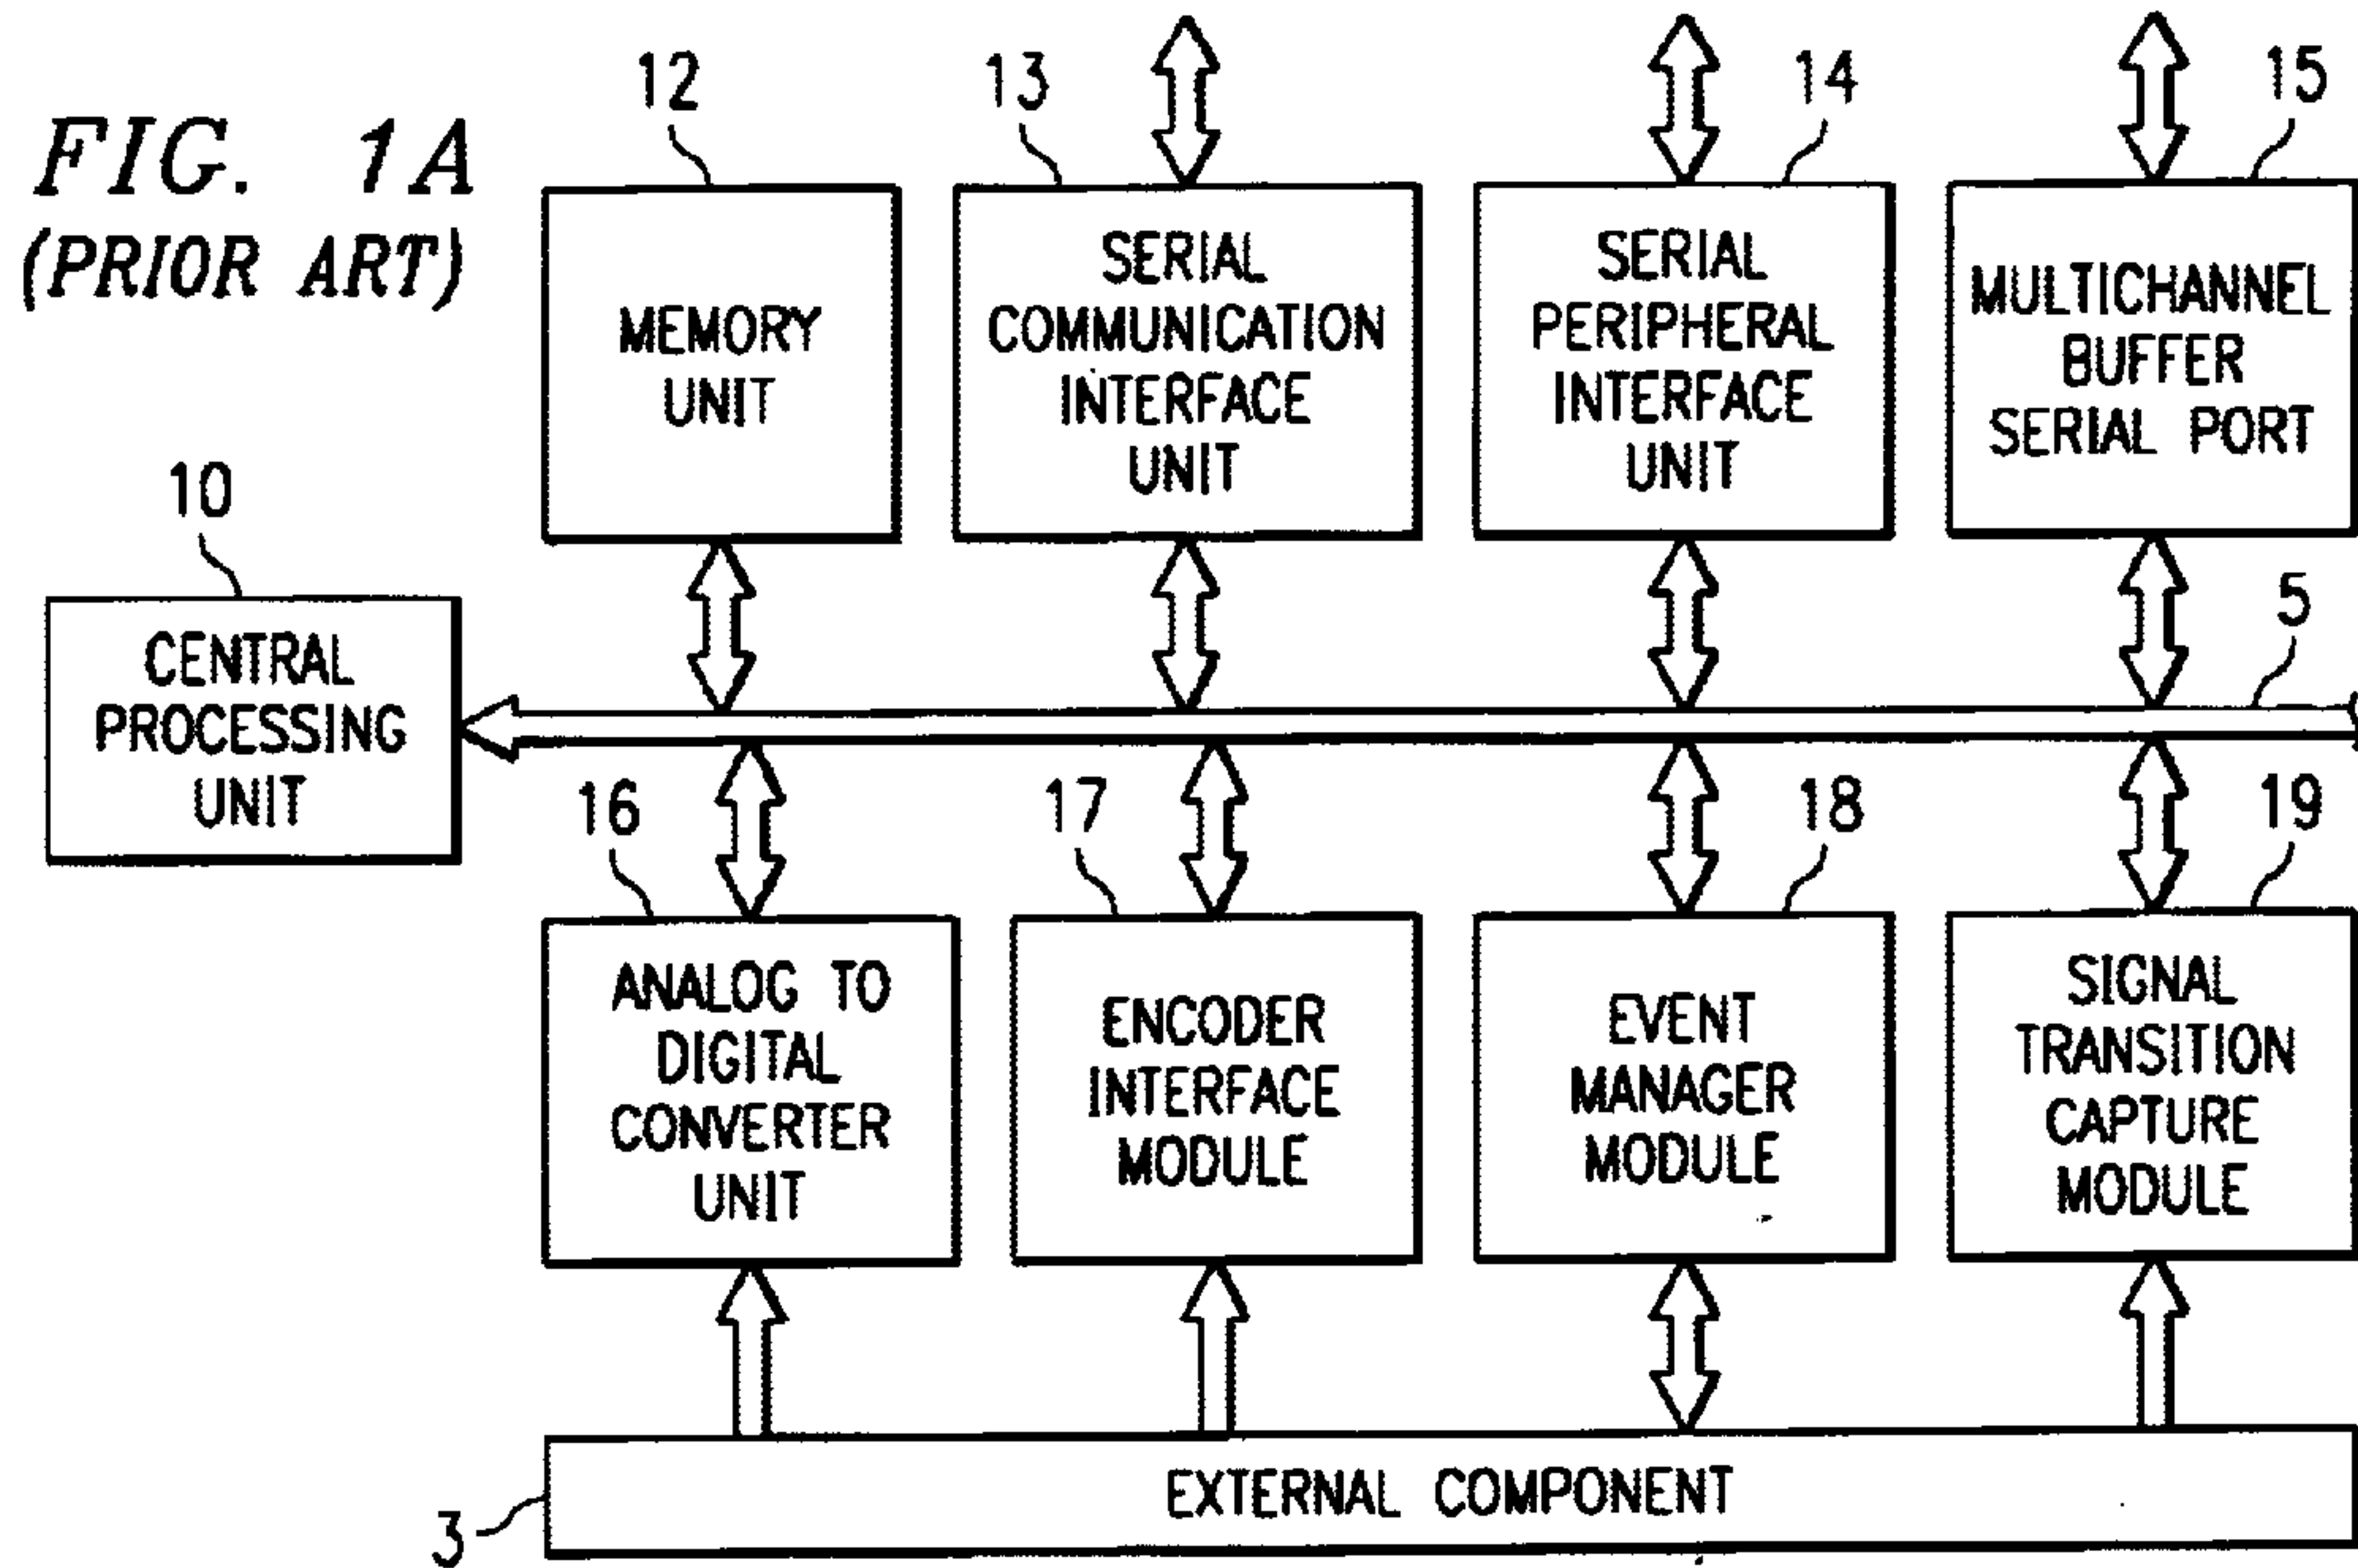 FIG. 1A
(PRIOR ART)
12
13
14
15
MEMORY
UNIT
SERIAL
COMMUNICATION
INTERFACE
UNIT
SERIAL
PERIPHERAL
INTERFACE
UNIT
MULTICHANNEL
BUFFER
SERIAL PORT
10
CENTRAL
PROCESSING
UNIT
5
16
17
18
19
ANALOG TO
DIGITAL
CONVERTER
UNIT
ENCODER
INTERFACE
MODULE
EVENT
MANAGER
MODULE
SIGNAL
TRANSITION
CAPTURE
MODULE
3
EXTERNAL COMPONENT